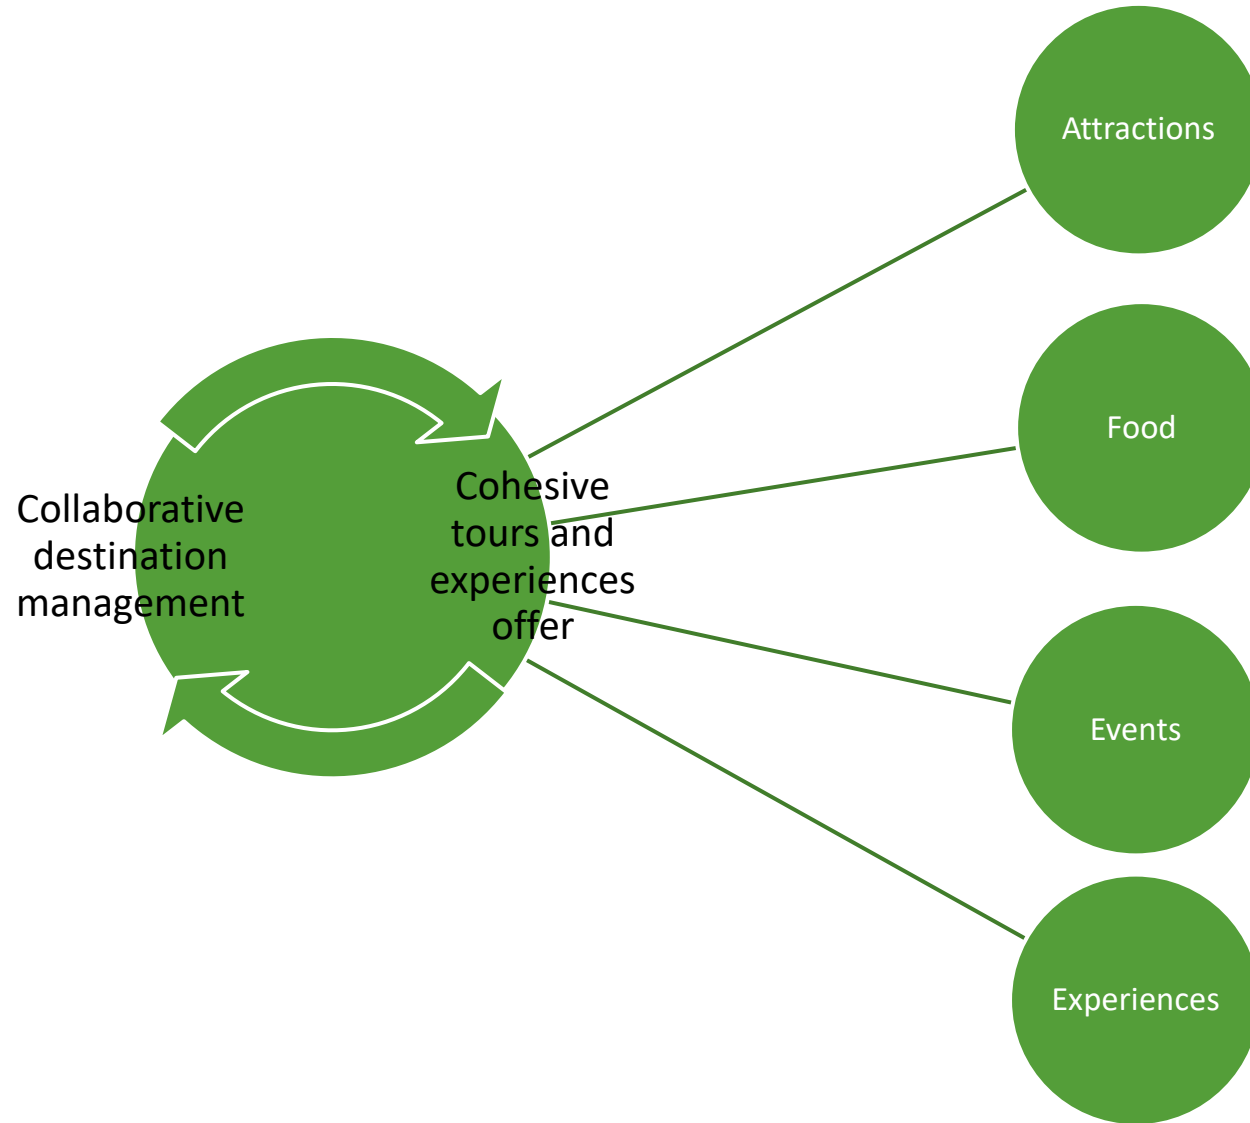 Collaborative
destination
management
Cohesive
tours and
experiences
offer
Attractions
Food
Events
Experiences